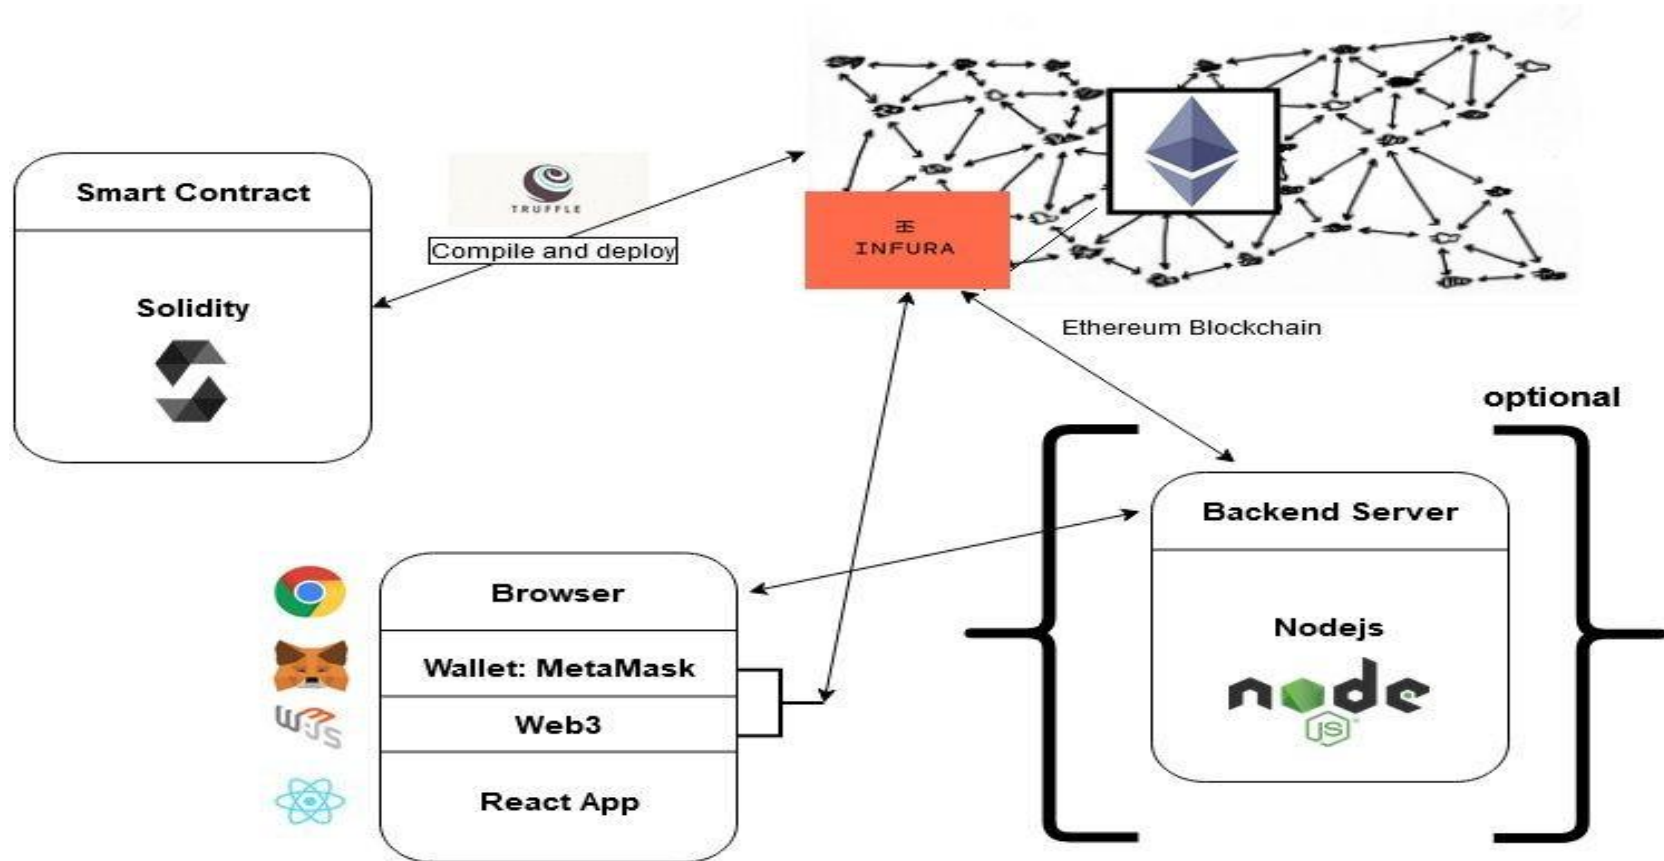 Smart Contract
Solidity
TRUFFLE
Compile and deploy
INFURA
Ethereum Blockchain
optional
Backend Server
Nodejs
node
JS
Browser
Wallet: MetaMask
W3JS
Web3
React App